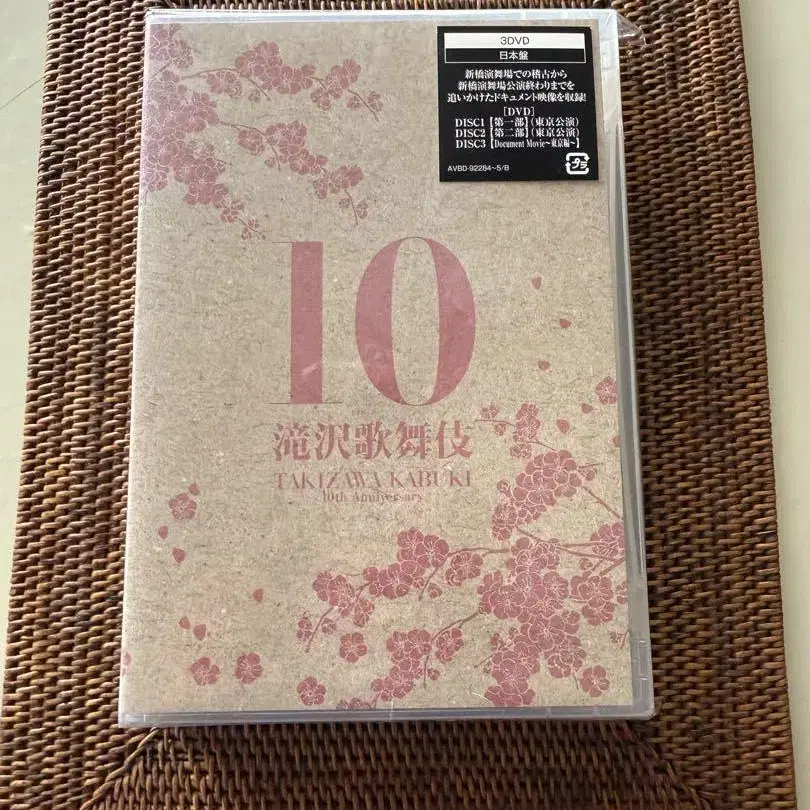 3DVD
日本盤
新橋演舞場での稽古から
新橋演舞場公演終わりまでを
追いかけたドキュメント映像を収録!
[DVD]
DISC1【第一部】(東京公演)
DISC2【第二部】(東京公演)
DISC3【Document Movie~東京編~】
AVBD-92284~5/B
プラ
10
滝沢歌舞伎
TAKIZAWA KABUKI
10th Anniversary